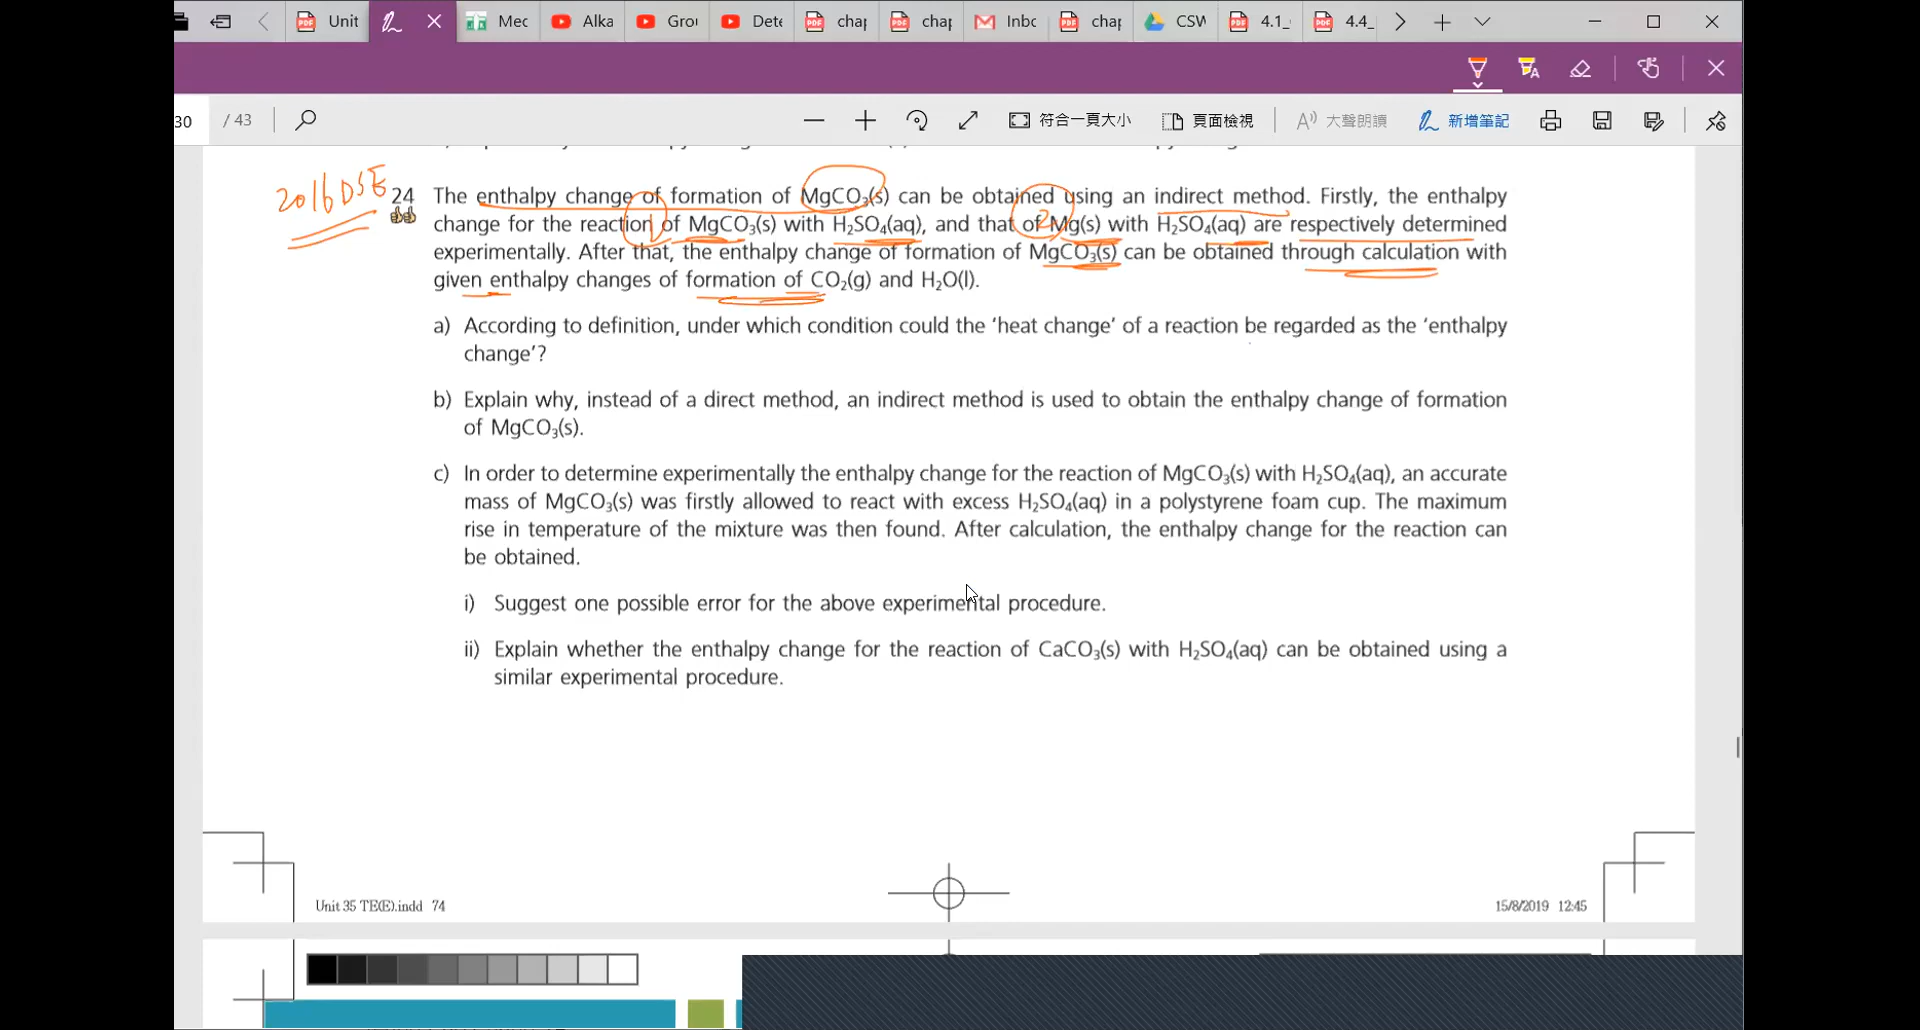 Unit
Mec
Alka
Grou
Dete
chap
chap
Inbc
chap
CSW
4.1_
4.4_
30 / 43
符合一頁大小
頁面檢視
大聲朗讀
新增筆記
2016 DSE
24 The enthalpy change of formation of MgCO₃(s) can be obtained using an indirect method. Firstly, the enthalpy
change for the reaction of MgCO₃(s) with H₂SO₄(aq), and that of Mg(s) with H₂SO₄(aq) are respectively determined
experimentally. After that, the enthalpy change of formation of MgCO₃(s) can be obtained through calculation with
given enthalpy changes of formation of CO₂(g) and H₂O(l).
1
2
a) According to definition, under which condition could the ‘heat change’ of a reaction be regarded as the ‘enthalpy
change’?
b) Explain why, instead of a direct method, an indirect method is used to obtain the enthalpy change of formation
of MgCO₃(s).
c) In order to determine experimentally the enthalpy change for the reaction of MgCO₃(s) with H₂SO₄(aq), an accurate
mass of MgCO₃(s) was firstly allowed to react with excess H₂SO₄(aq) in a polystyrene foam cup. The maximum
rise in temperature of the mixture was then found. After calculation, the enthalpy change for the reaction can
be obtained.
i) Suggest one possible error for the above experimental procedure.
ii) Explain whether the enthalpy change for the reaction of CaCO₃(s) with H₂SO₄(aq) can be obtained using a
similar experimental procedure.
Unit 35 TE(E).indd 74
15/8/2019 12:45